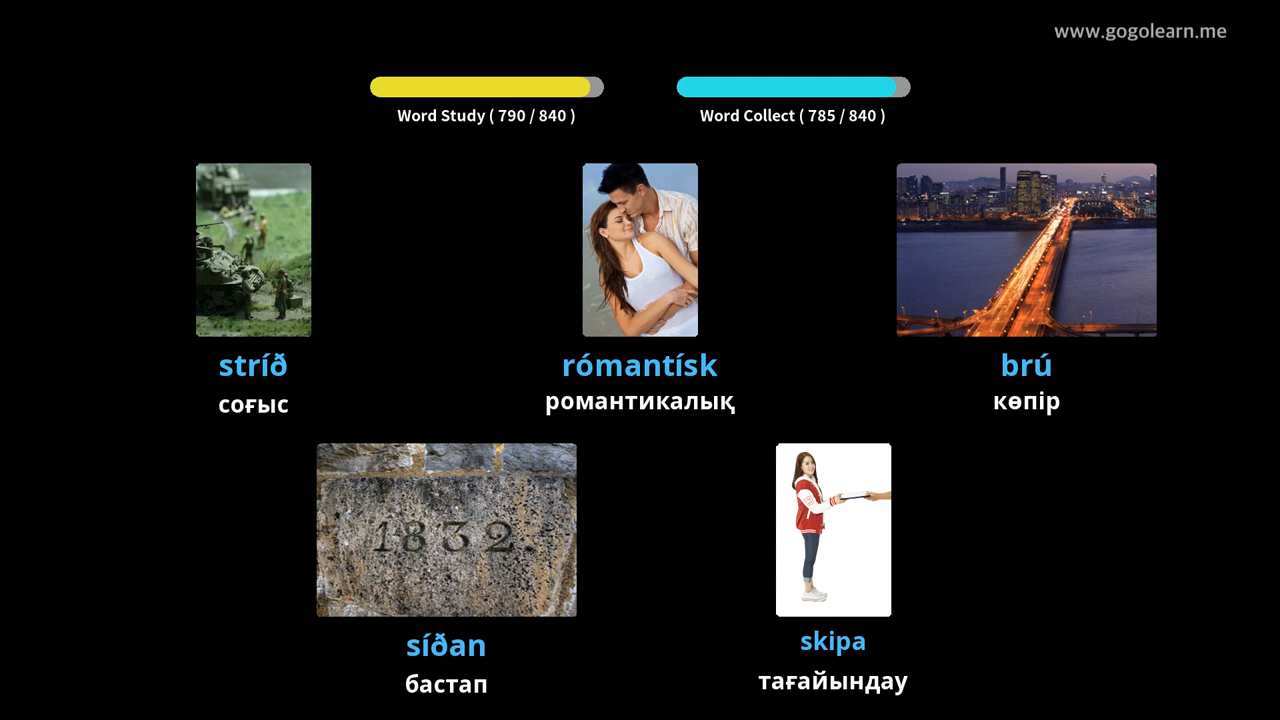 www.gogolearn.me
Word Study ( 790 / 840 )
Word Collect ( 785 / 840 )
stríð
соғыс
rómantísk
романтикалық
brú
көпір
1832
síðan
бастап
skipa
тағайындау